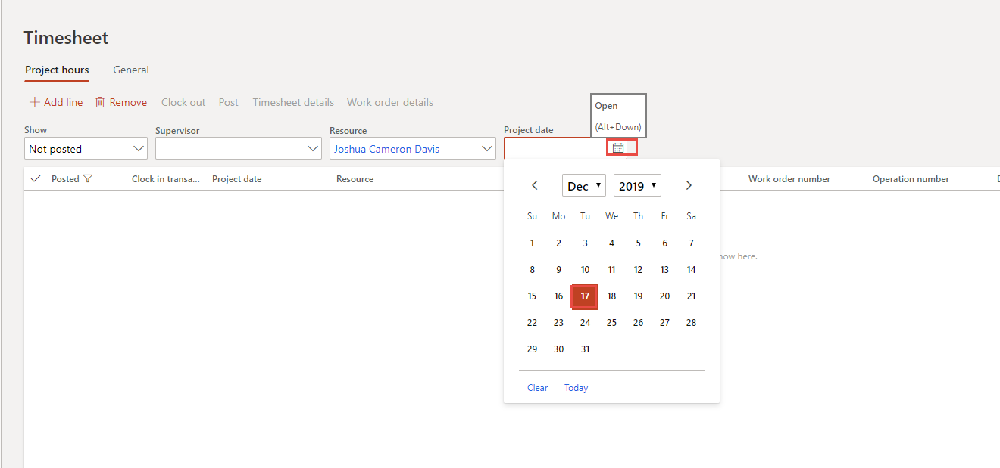 Timesheet
Project hours General
Add line Remove Clock out Post Timesheet details Work order details
Open
(Alt+Down)
Show Supervisor Resource Project date
Not posted Joshua Cameron Davis
Posted Clock in transa... Project date Resource Work order number Operation number
Dec 2019
Su Mo Tu We Th Fr Sa
1 2 3 4 5 6 7
8 9 10 11 12 13 14
15 16 17 18 19 20 21
22 23 24 25 26 27 28
29 30 31
here.
Clear Today